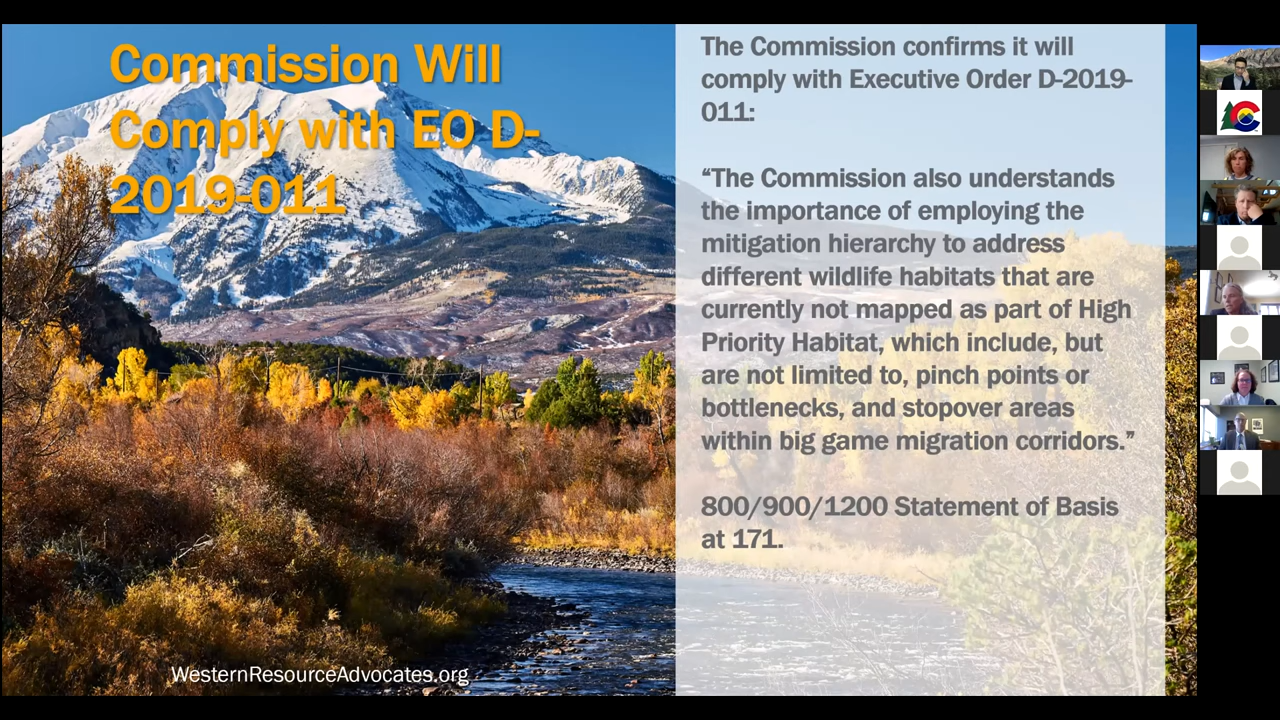 Commission Will
Comply with EO D-
2019-011
WesternResourceAdvocates.org
The Commission confirms it will
comply with Executive Order D-2019-
011:
“The Commission also understands
the importance of employing the
mitigation hierarchy to address
different wildlife habitats that are
currently not mapped as part of High
Priority Habitat, which include, but
are not limited to, pinch points or
bottlenecks, and stopover areas
within big game migration corridors.”
800/900/1200 Statement of Basis
at 171.